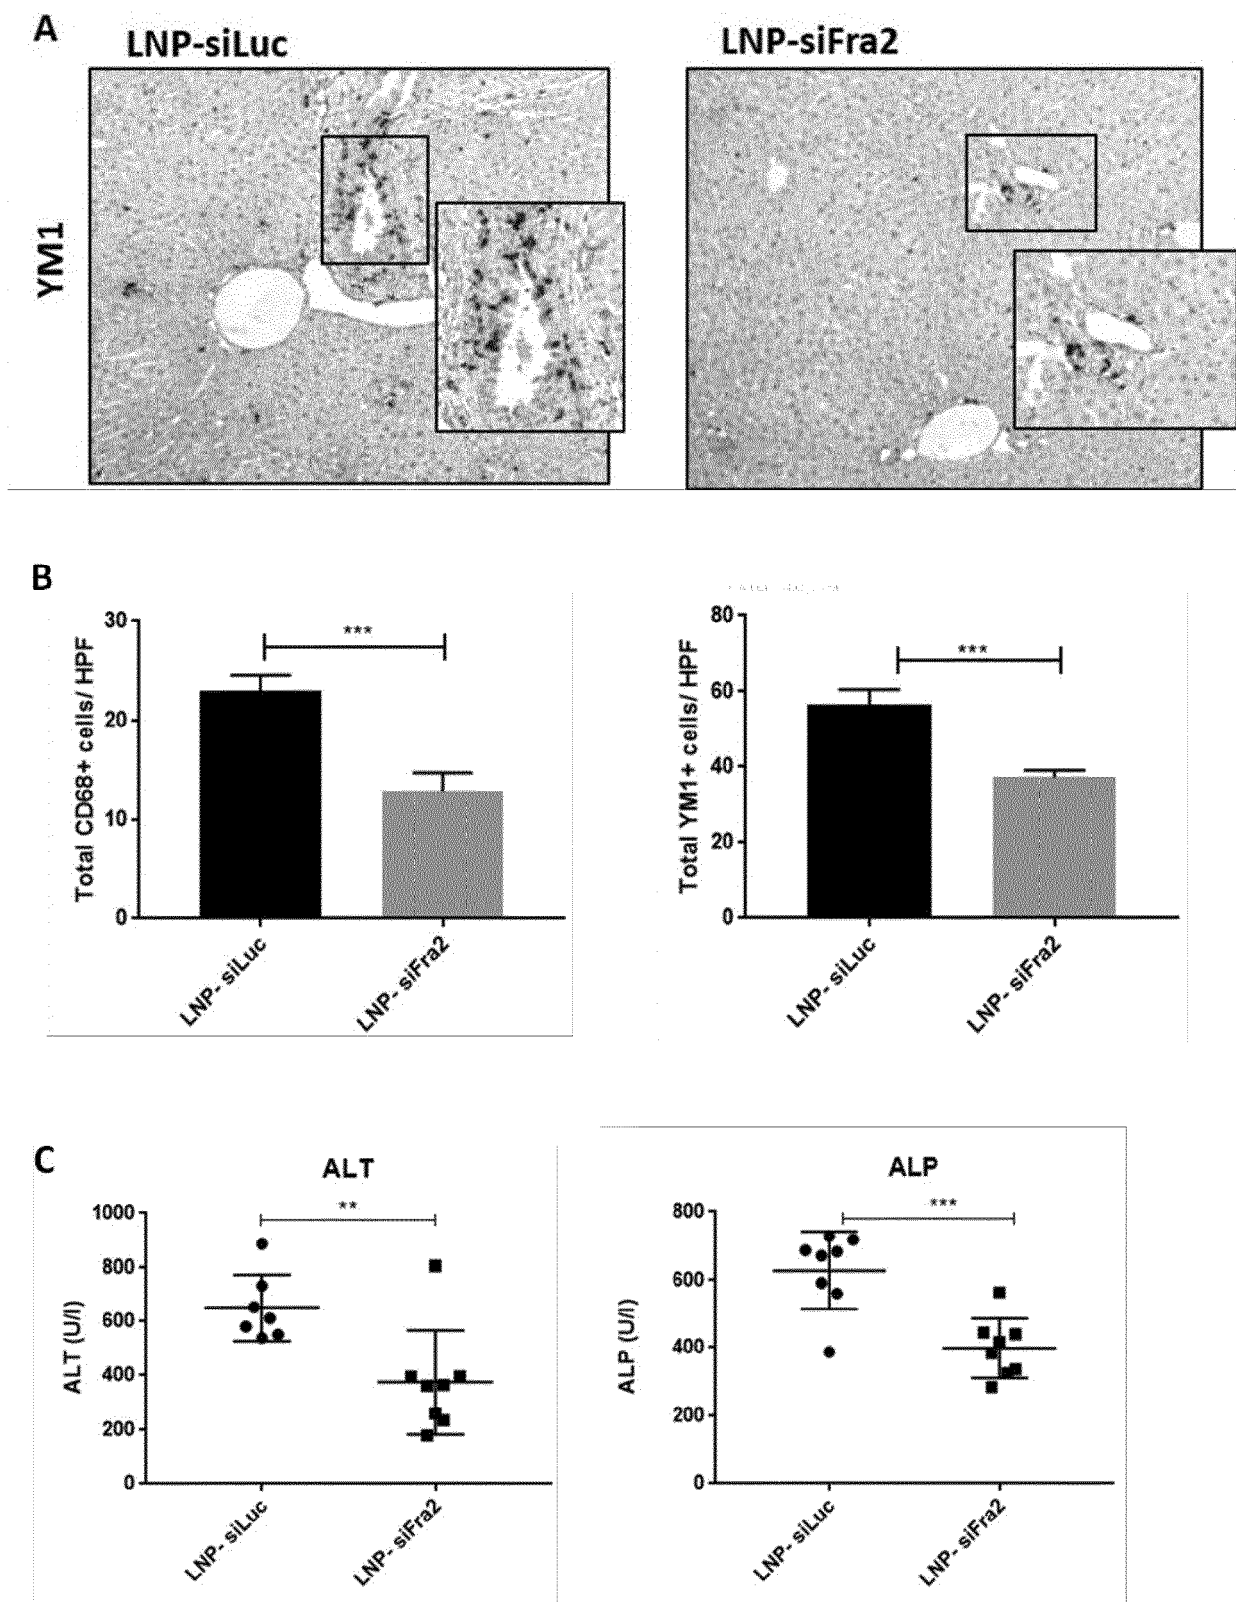 A
LNP-siLuc
LNP-siFra2
YM1
B
30
20
10
0
Total CD68+ cells/ HPF
***
LNP- siLuc
LNP- siFra2
80
60
40
20
0
Total YM1+ cells/ HPF
***
LNP- siLuc
LNP- siFra2
C
ALT
1000
800
600
400
200
0
ALT (U/l)
**
LNP- siLuc
LNP- siFra2
ALP
800
600
400
200
0
ALP (U/l)
***
LNP- siLuc
LNP- siFra2